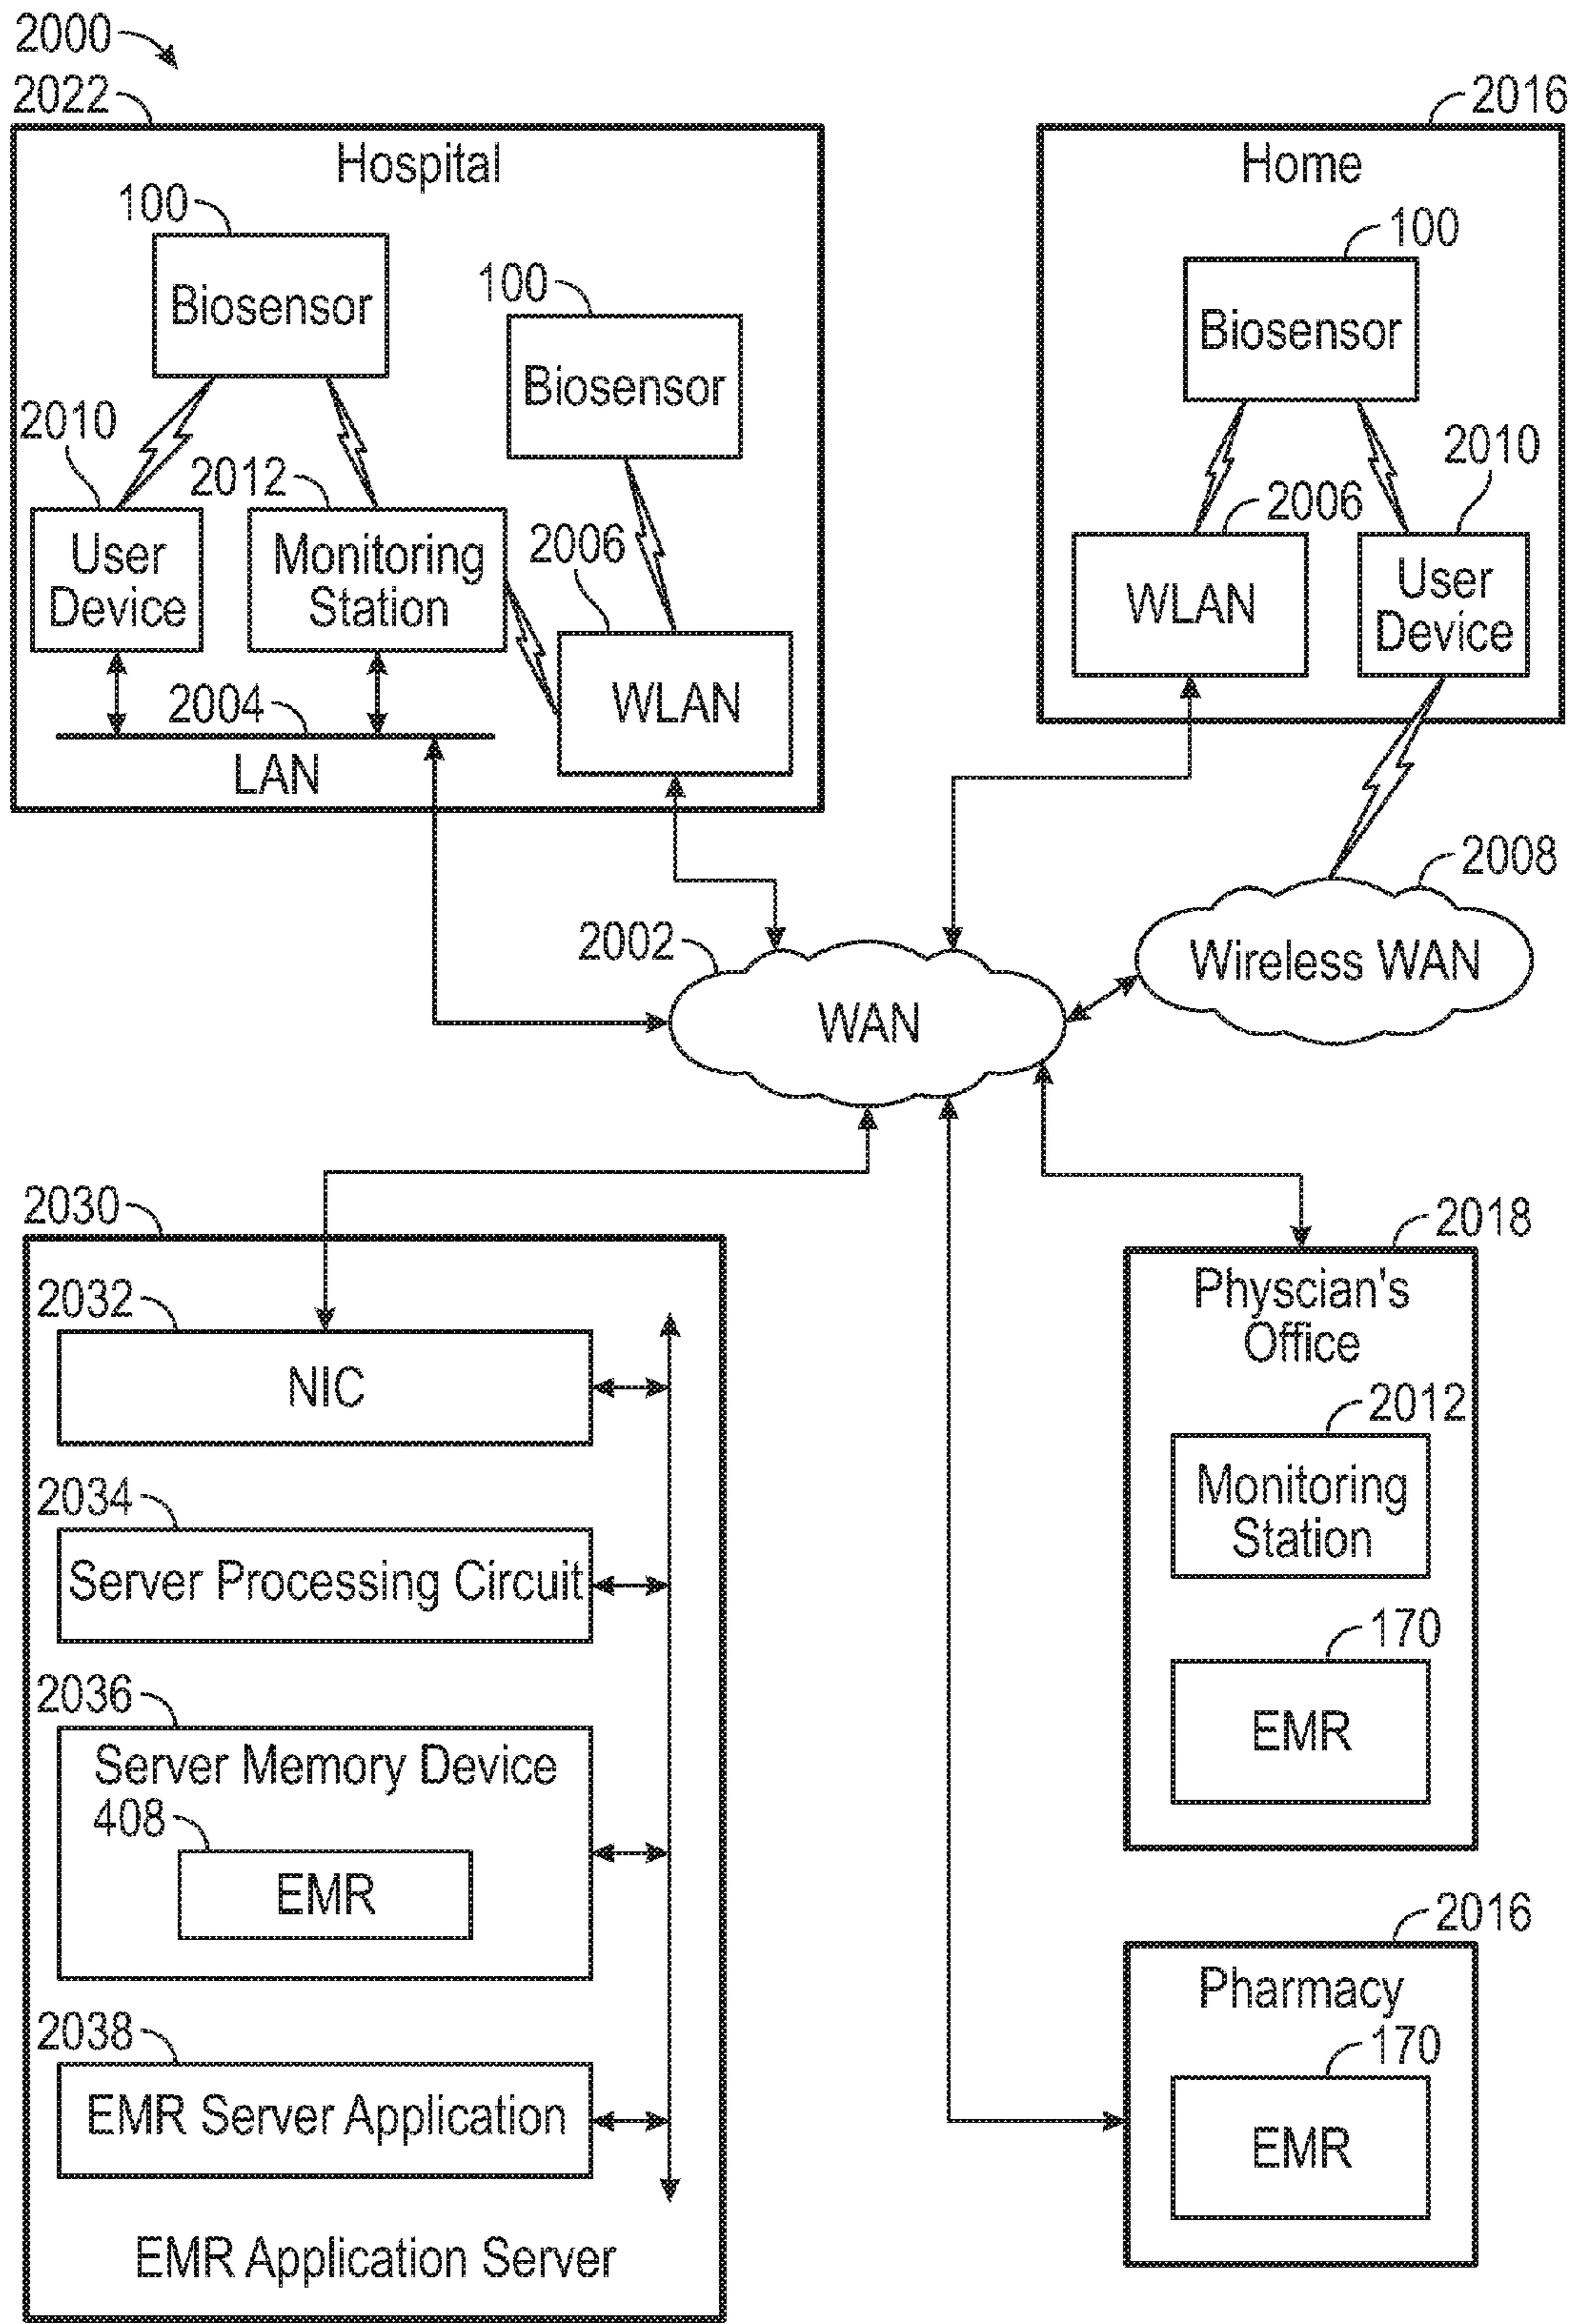 2000
2022
Hospital
100
Biosensor
100
Biosensor
2010
User
Device
2012
Monitoring
Station
2006
WLAN
2004
LAN
2016
Home
100
Biosensor
2006
WLAN
2010
User
Device
2008
Wireless WAN
2002
WAN
2030
2032
NIC
2034
Server Processing Circuit
2036
Server Memory Device
408
EMR
2038
EMR Server Application
EMR Application Server
2018
Physcian's
Office
2012
Monitoring
Station
170
EMR
2016
Pharmacy
170
EMR